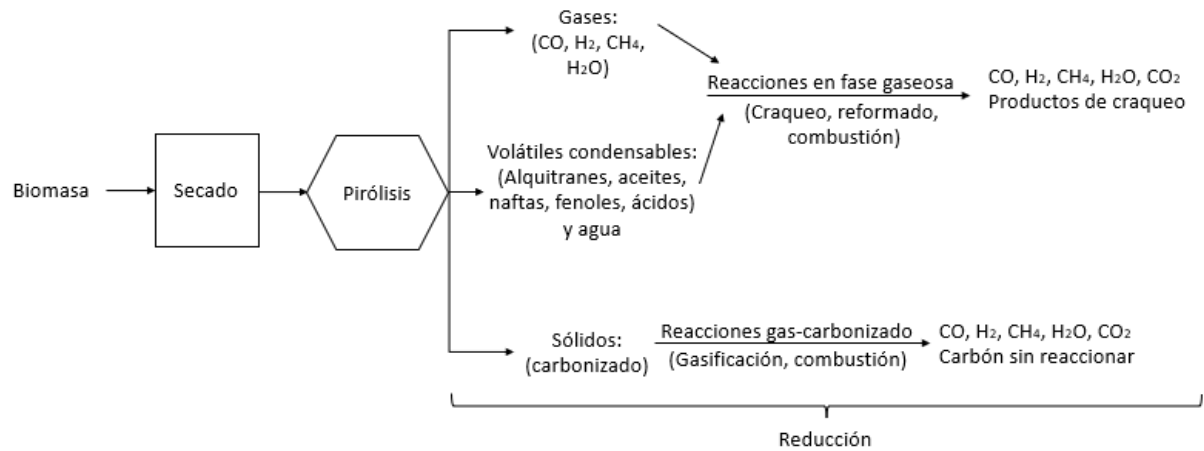 Biomasa
Secado
Pirólisis
Gases:
(CO, H₂, CH₄,
H₂O)
Volátiles condensables:
(Alquitranes, aceites,
naftas, fenoles, ácidos)
y agua
Sólidos:
(carbonizado)
Reacciones en fase gaseosa
(Craqueo, reformado,
combustión)
CO, H₂, CH₄, H₂O, CO₂
Productos de craqueo
Reacciones gas-carbonizado
(Gasificación, combustión)
CO, H₂, CH₄, H₂O, CO₂
Carbón sin reaccionar
Reducción